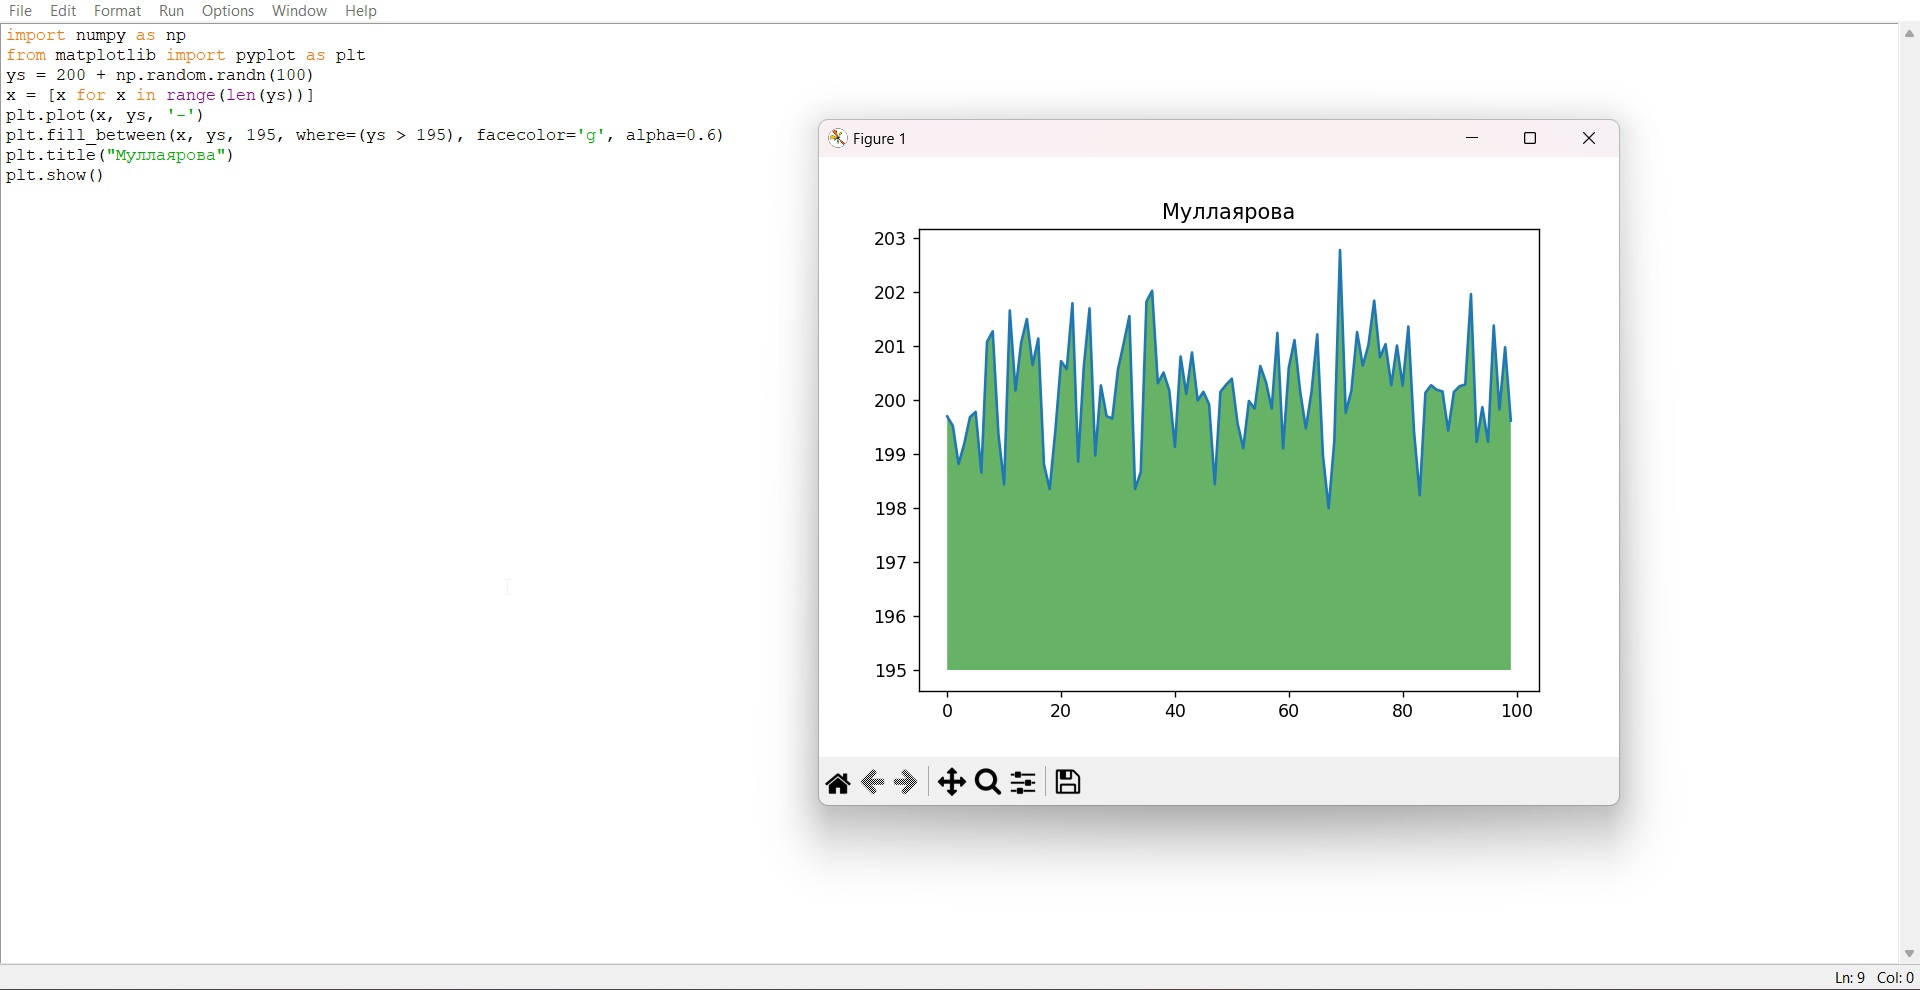 File Edit Format Run Options Window Help
import numpy as np
from matplotlib import pyplot as plt
ys = 200 + np.random.randn(100)
x = [x for x in range(len(ys))]
plt.plot(x, ys, '-')
plt.fill_between(x, ys, 195, where=(ys > 195), facecolor='g', alpha=0.6)
plt.title("Муллаярова")
plt.show()
Figure 1
Муллаярова
203
202
201
200
199
198
197
196
195
0 20 40 60 80 100
Ln: 9 Col: 0